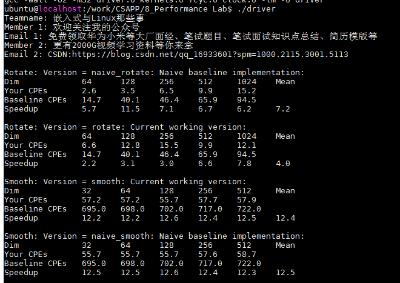 gcc -Wall -O2 -m32 driver.o kernels.o fcyc.o clock.o -lm -o driver
ubuntu@localhost:/work/CSAPP/8_Performance Lab$ ./driver
Teamname: 嵌入式与Linux那些事
Member 1: 欢迎关注我的公众号
Email 1: 免费领取华为小米等大厂面经、笔试题目、笔试面试知识点总结、简历模版等
Member 2: 更有2000G视频学习资料等你来拿
Email 2: CSDN:https://blog.csdn.net/qq_16933601?spm=1000.2115.3001.5113
Rotate: Version = naive_rotate: Naive baseline implementation:
Dim 64 128 256 512 1024 Mean
Your CPEs 2.6 3.5 6.5 9.9 15.2
Baseline CPEs 14.7 40.1 46.4 65.9 94.5
Speedup 5.7 11.5 7.1 6.7 6.2 7.2
Rotate: Version = rotate: Current working version:
Dim 64 128 256 512 1024 Mean
Your CPEs 6.6 12.8 15.5 9.9 12.1
Baseline CPEs 14.7 40.1 46.4 65.9 94.5
Speedup 2.2 3.1 3.0 6.6 7.8 4.0
Smooth: Version = smooth: Current working version:
Dim 32 64 128 256 512 Mean
Your CPEs 57.2 57.2 55.7 57.7 57.9
Baseline CPEs 695.0 698.0 702.0 717.0 722.0
Speedup 12.2 12.2 12.6 12.4 12.5 12.4
Smooth: Version = naive_smooth: Naive baseline implementation:
Dim 32 64 128 256 512 Mean
Your CPEs 55.7 55.7 55.7 57.6 58.7
Baseline CPEs 695.0 698.0 702.0 717.0 722.0
Speedup 12.5 12.5 12.6 12.4 12.3 12.5